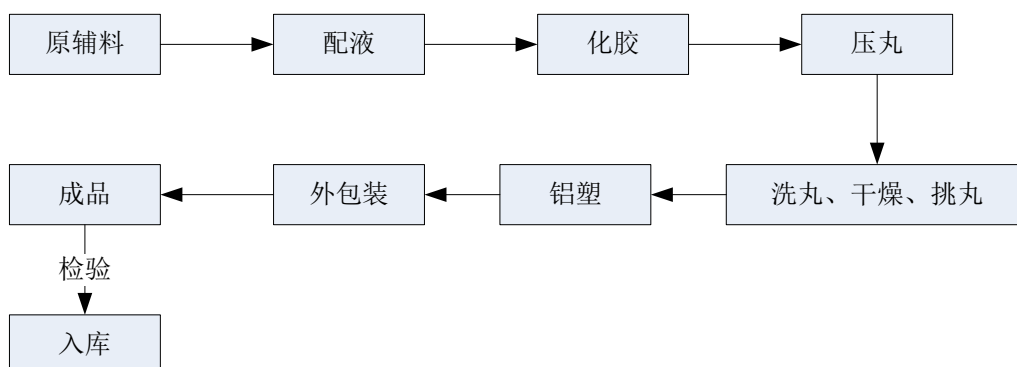 原辅料
配液
化胶
压丸
洗丸、干燥、挑丸
铝塑
外包装
成品
检验
入库